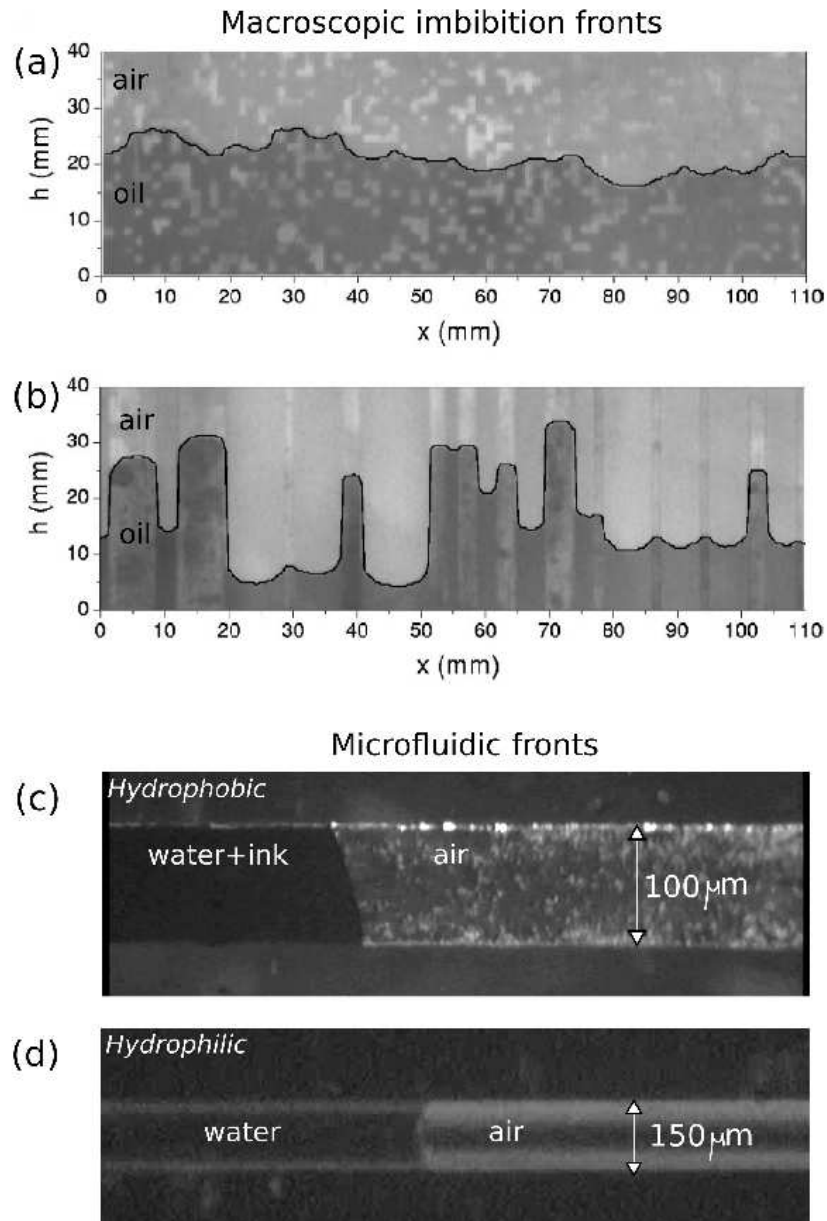 Macroscopic imbibition fronts
(a)
40
air
30
h (mm)
20
oil
10
0
0 10 20 30 40 50 60 70 80 90 100 110
x (mm)
(b)
40
air
30
h (mm)
20
oil
10
0
0 10 20 30 40 50 60 70 80 90 100 110
x (mm)
Microfluidic fronts
(c)
Hydrophobic
water+ink air
100μm
(d)
Hydrophilic
water air 150μm